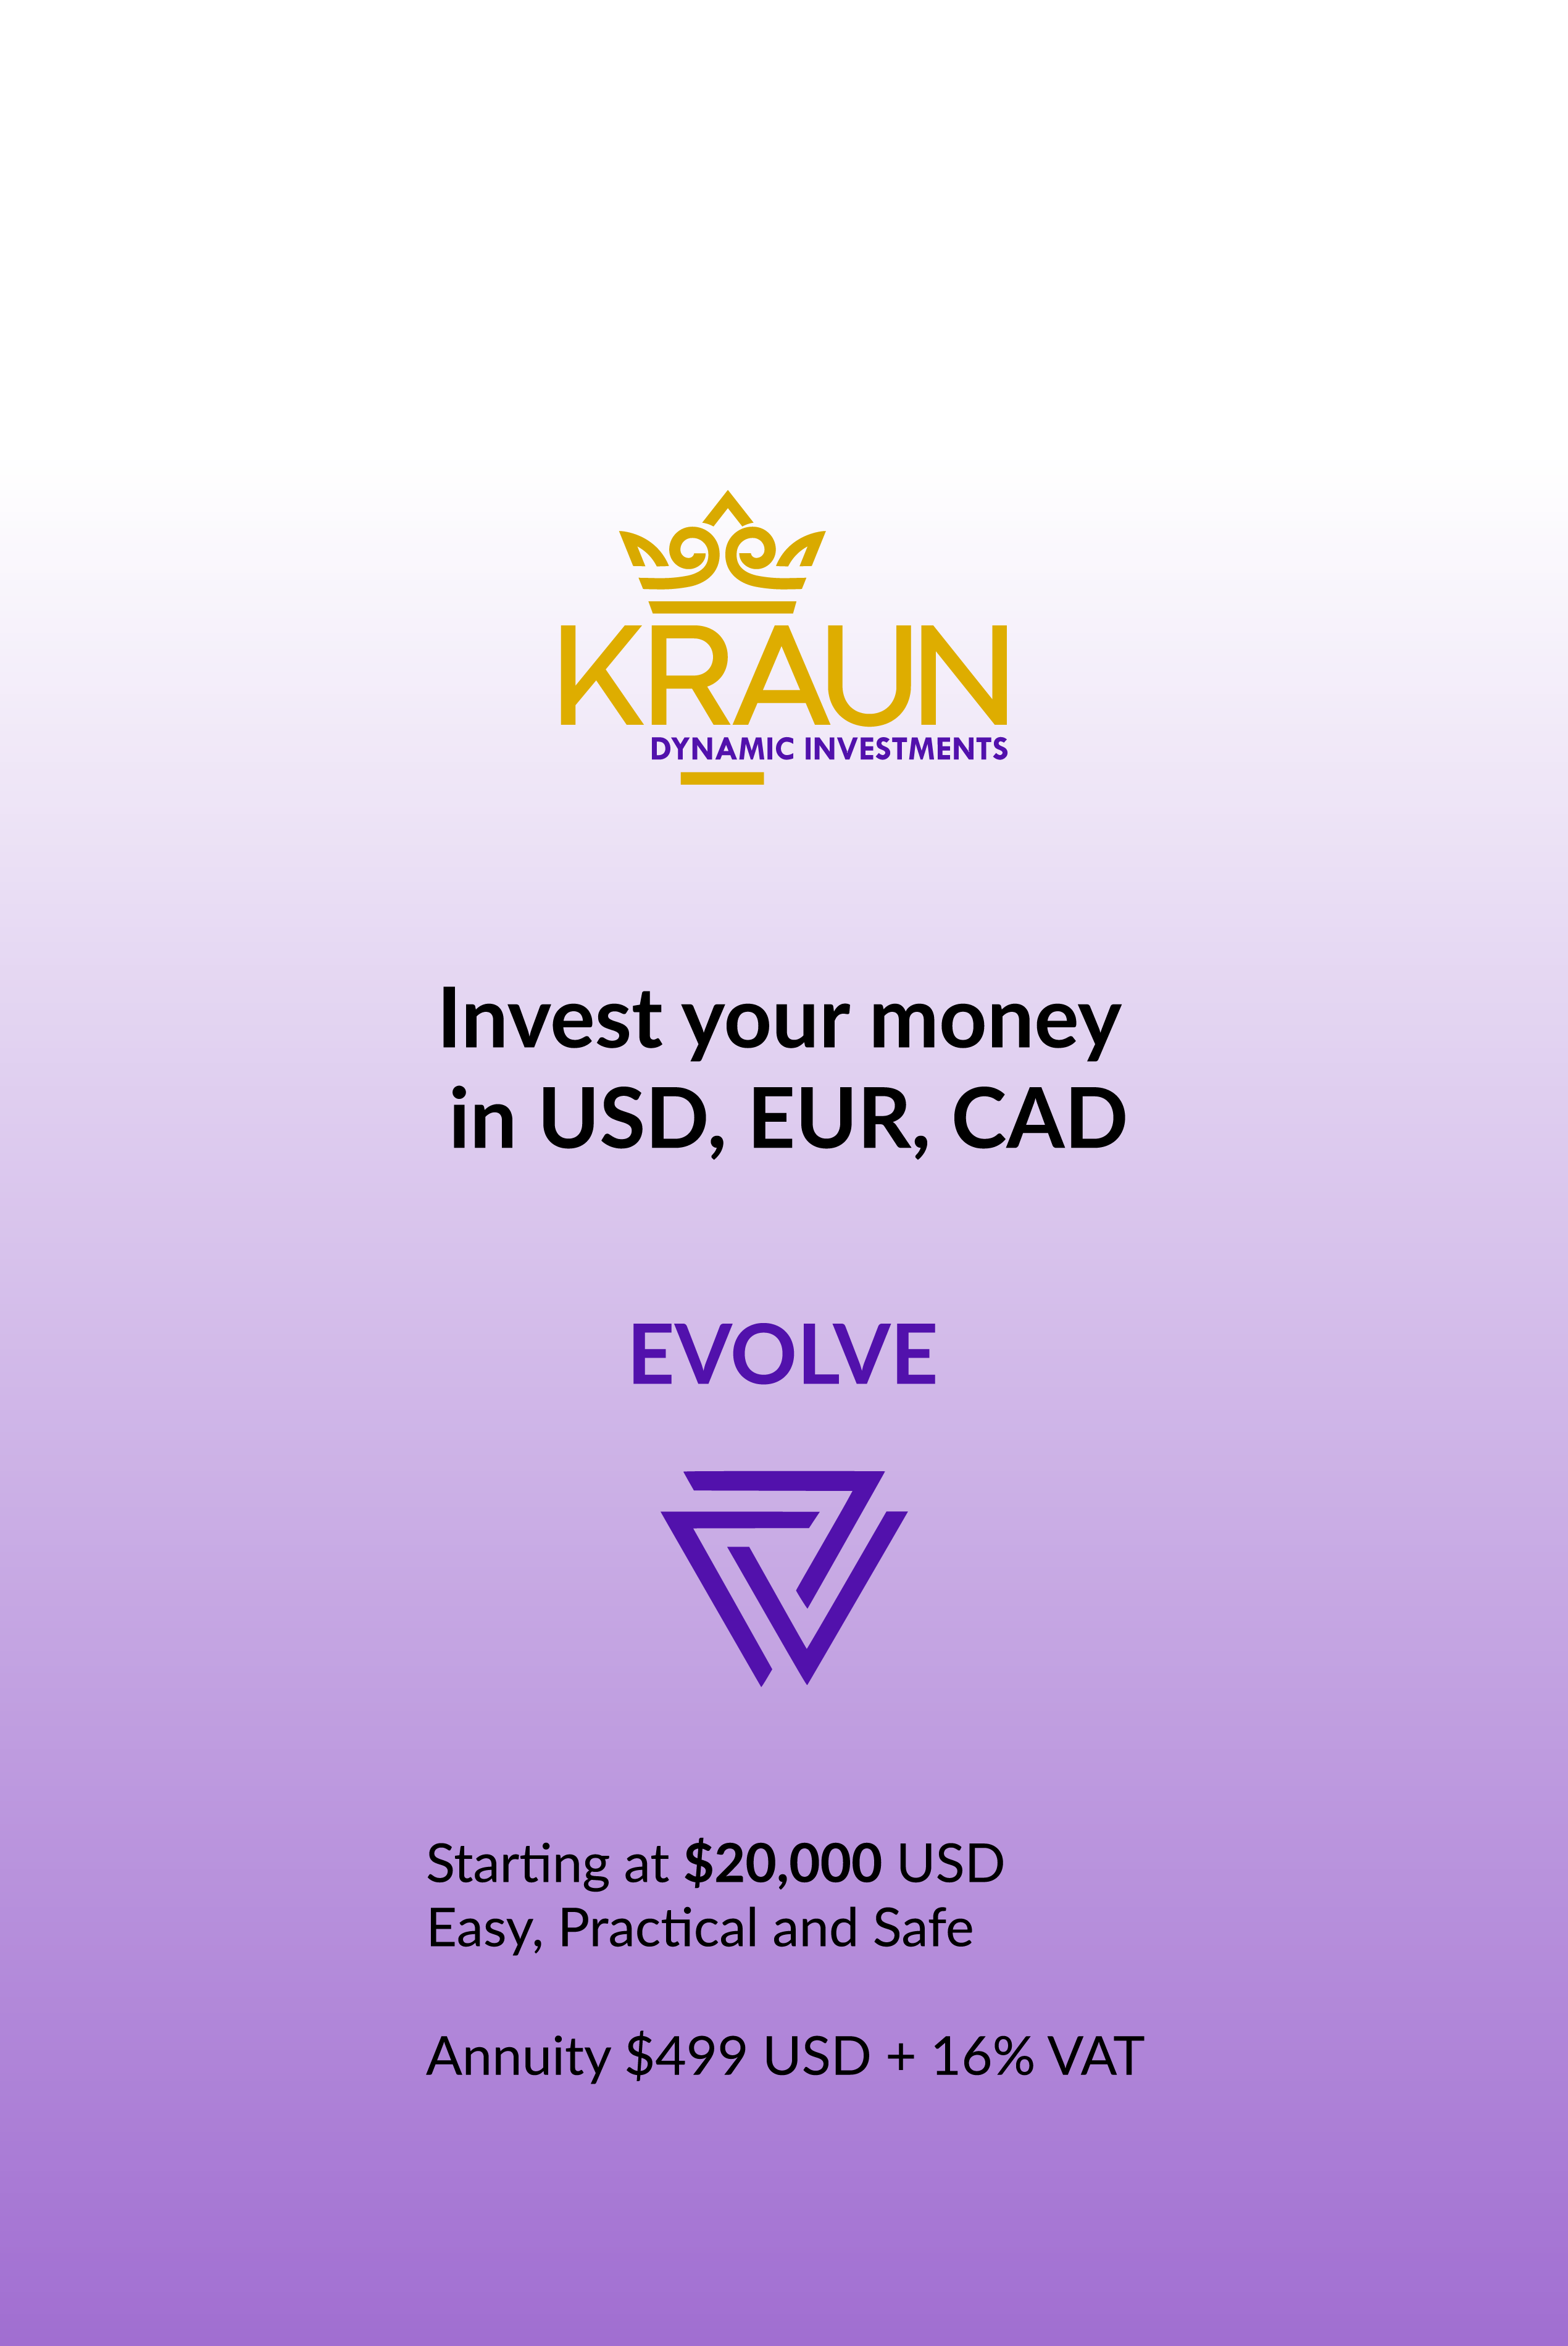 KRAUN
DYNAMIC INVESTMENTS
Invest your money
in USD, EUR, CAD
EVOLVE
Starting at $20,000 USD
Easy, Practical and Safe
Annuity $499 USD + 16% VAT